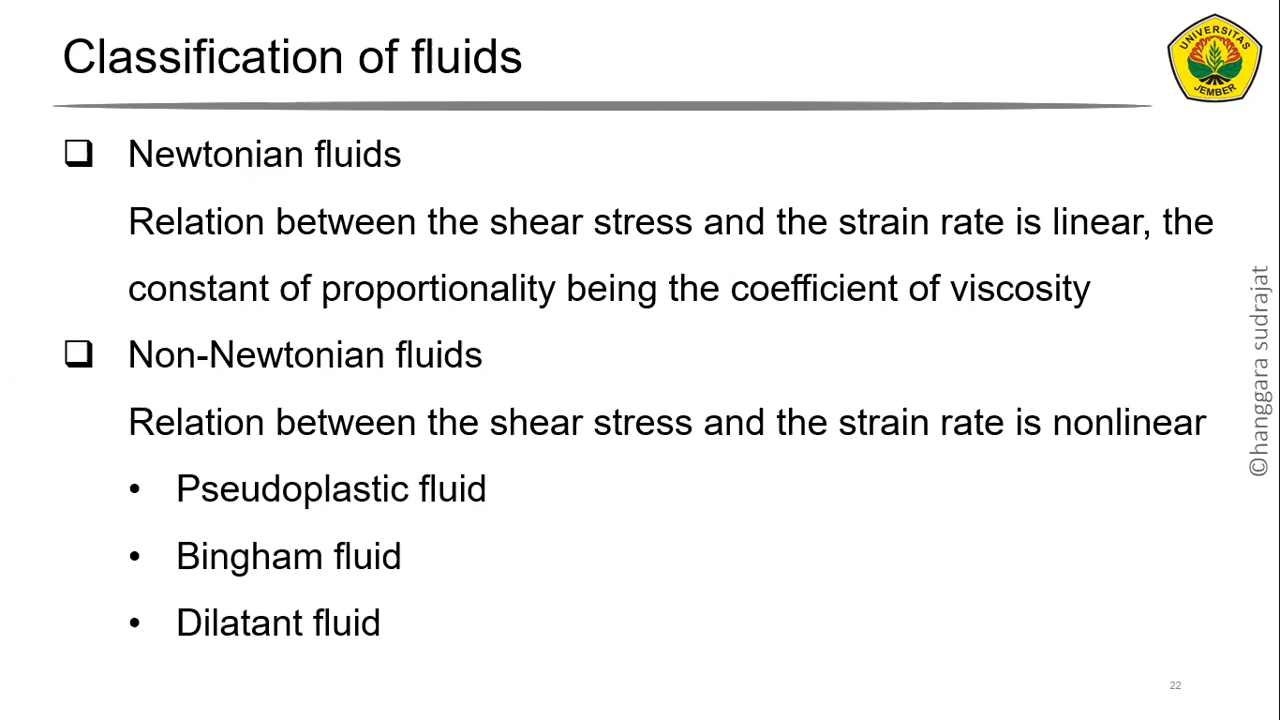 Classification of fluids
UNIVERSITAS
JEMBER
❑ Newtonian fluids
Relation between the shear stress and the strain rate is linear, the
constant of proportionality being the coefficient of viscosity
❑ Non-Newtonian fluids
Relation between the shear stress and the strain rate is nonlinear
• Pseudoplastic fluid
• Bingham fluid
• Dilatant fluid
©hanggara sudrajat
22